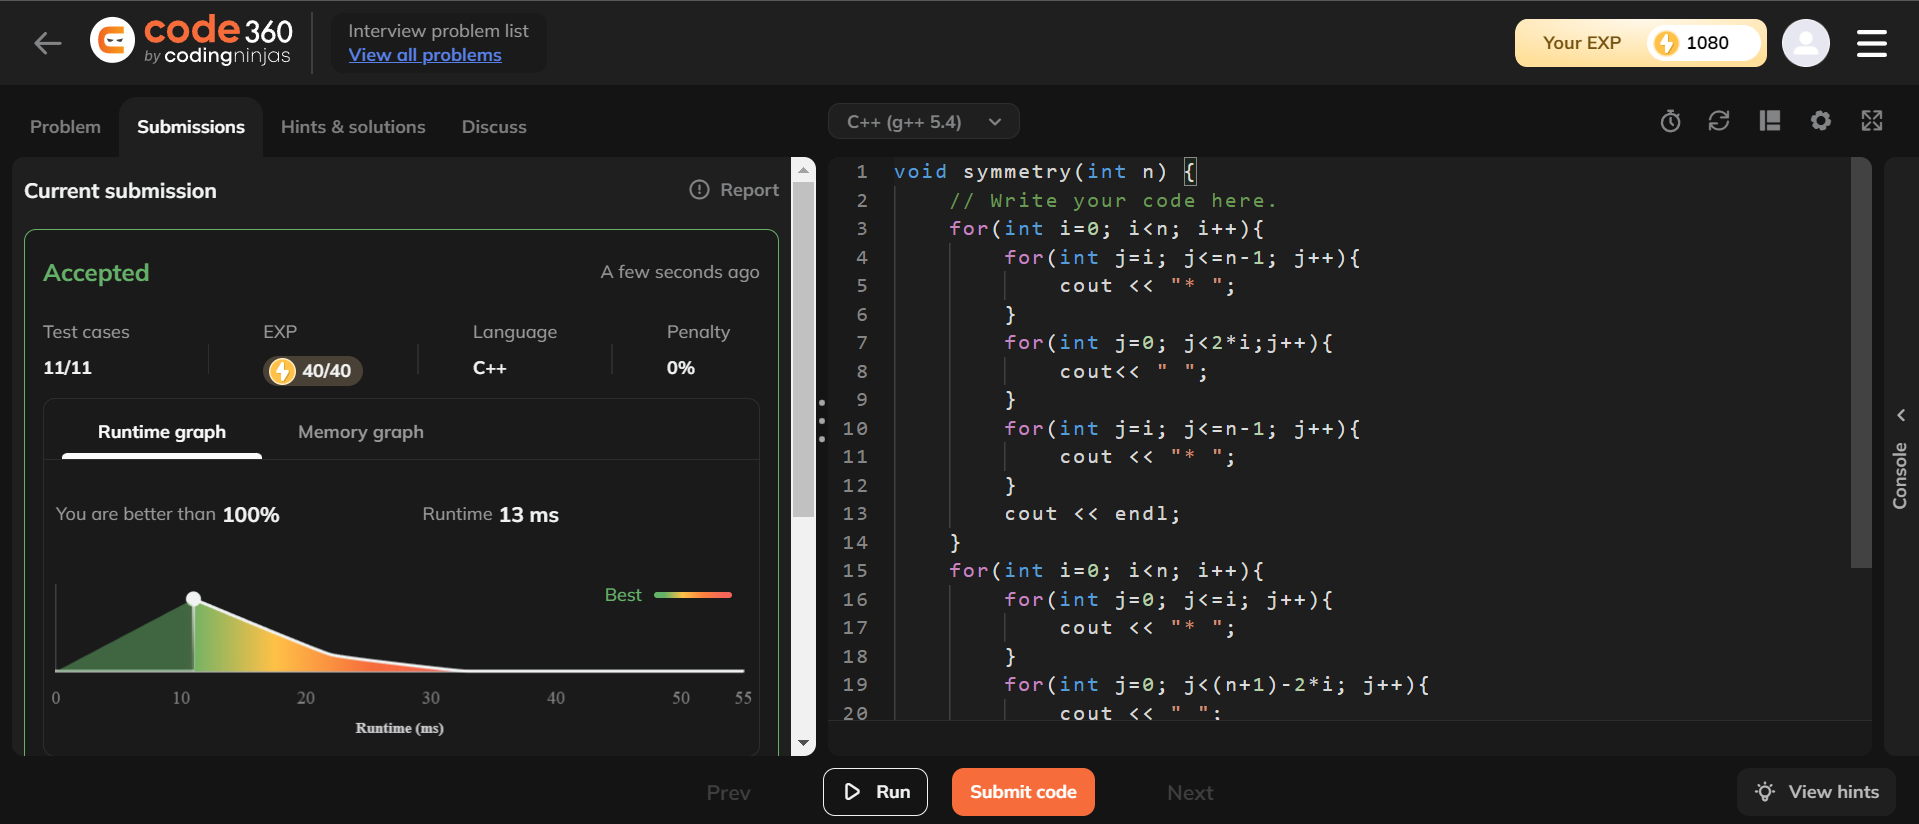 code 360
by codingninjas
Interview problem list
View all problems
Your EXP 1080
Problem Submissions Hints & solutions Discuss
Current submission
Report
Accepted
A few seconds ago
Test cases EXP Language Penalty
11/11 40/40 C++ 0%
Runtime graph Memory graph
You are better than 100% Runtime 13 ms
Best
0 10 20 30 40 50 55
Runtime (ms)
C++ (g++ 5.4)
1 void symmetry(int n) {
2     // Write your code here.
3     for(int i=0; i<n; i++){
4         for(int j=i; j<=n-1; j++){
5             cout << "* ";
6         }
7         for(int j=0; j<2*i;j++){
8             cout<< " ";
9         }
10         for(int j=i; j<=n-1; j++){
11             cout << "* ";
12         }
13         cout << endl;
14     }
15     for(int i=0; i<n; i++){
16         for(int j=0; j<=i; j++){
17             cout << "* ";
18         }
19         for(int j=0; j<(n+1)-2*i; j++){
20             cout << " ";
Console
Prev Run Submit code Next View hints